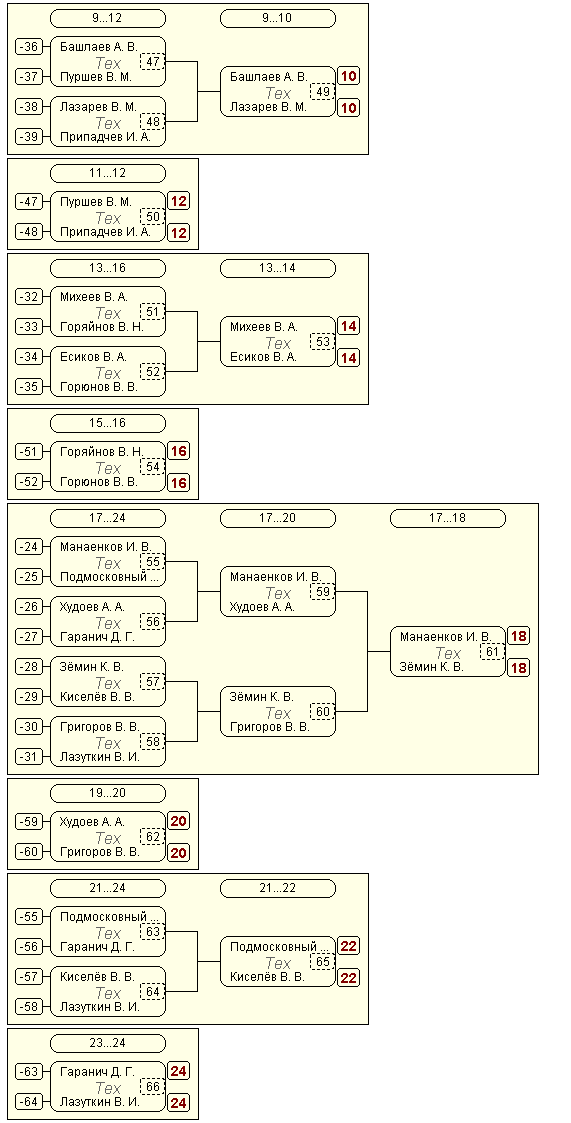 9...12
9...10
-36 Башлаев А. В.
Тех 47
-37 Пуршев В. М.
Башлаев А. В. 10
Тех 49
Лазарев В. М. 10
-38 Лазарев В. М.
Тех 48
-39 Припадчев И. А.
11...12
-47 Пуршев В. М. 12
Тех 50
-48 Припадчев И. А. 12
13...16
13...14
-32 Михеев В. А.
Тех 51
-33 Горяйнов В. Н.
Михеев В. А. 14
Тех 53
Есиков В. А. 14
-34 Есиков В. А.
Тех 52
-35 Горюнов В. В.
15...16
-51 Горяйнов В. Н. 16
Тех 54
-52 Горюнов В. В. 16
17...24
17...20
17...18
-24 Манаенков И. В.
Тех 55
-25 Подмосковный ...
Манаенков И. В.
Тех 59
Худоев А. А.
-26 Худоев А. А.
Тех 56
-27 Гаранич Д. Г.
Манаенков И. В. 18
Тех 61
Зёмин К. В. 18
-28 Зёмин К. В.
Тех 57
-29 Киселёв В. В.
Зёмин К. В.
Тех 60
Григоров В. В.
-30 Григоров В. В.
Тех 58
-31 Лазуткин В. И.
19...20
-59 Худоев А. А. 20
Тех 62
-60 Григоров В. В. 20
21...24
21...22
-55 Подмосковный ...
Тех 63
-56 Гаранич Д. Г.
Подмосковный ... 22
Тех 65
Киселёв В. В. 22
-57 Киселёв В. В.
Тех 64
-58 Лазуткин В. И.
23...24
-63 Гаранич Д. Г. 24
Тех 66
-64 Лазуткин В. И. 24